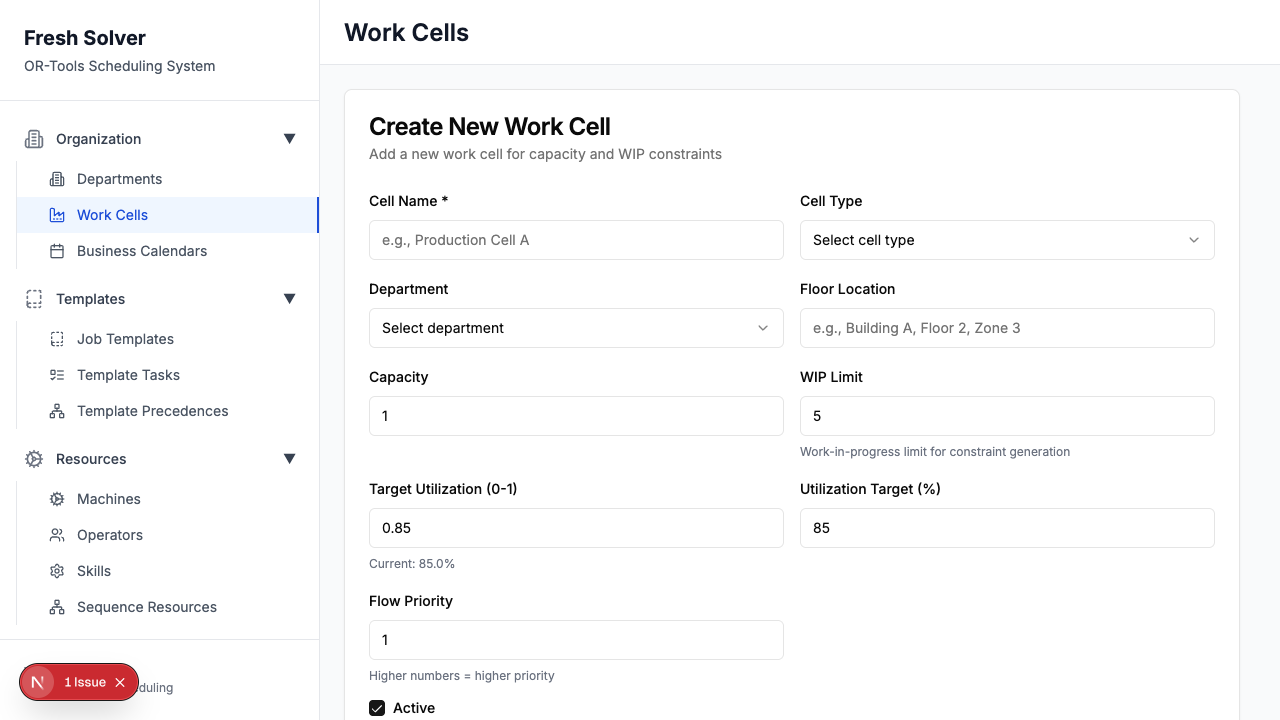 Fresh Solver
OR-Tools Scheduling System
Organization
Departments
Work Cells
Business Calendars
Templates
Job Templates
Template Tasks
Template Precedences
Resources
Machines
Operators
Skills
Sequence Resources
N
1 Issue
Work Cells
Create New Work Cell
Add a new work cell for capacity and WIP constraints
Cell Name *
e.g., Production Cell A
Cell Type
Select cell type
Department
Select department
Floor Location
e.g., Building A, Floor 2, Zone 3
Capacity
1
WIP Limit
5
Work-in-progress limit for constraint generation
Target Utilization (0-1)
0.85
Current: 85.0%
Utilization Target (%)
85
Flow Priority
1
Higher numbers = higher priority
Active